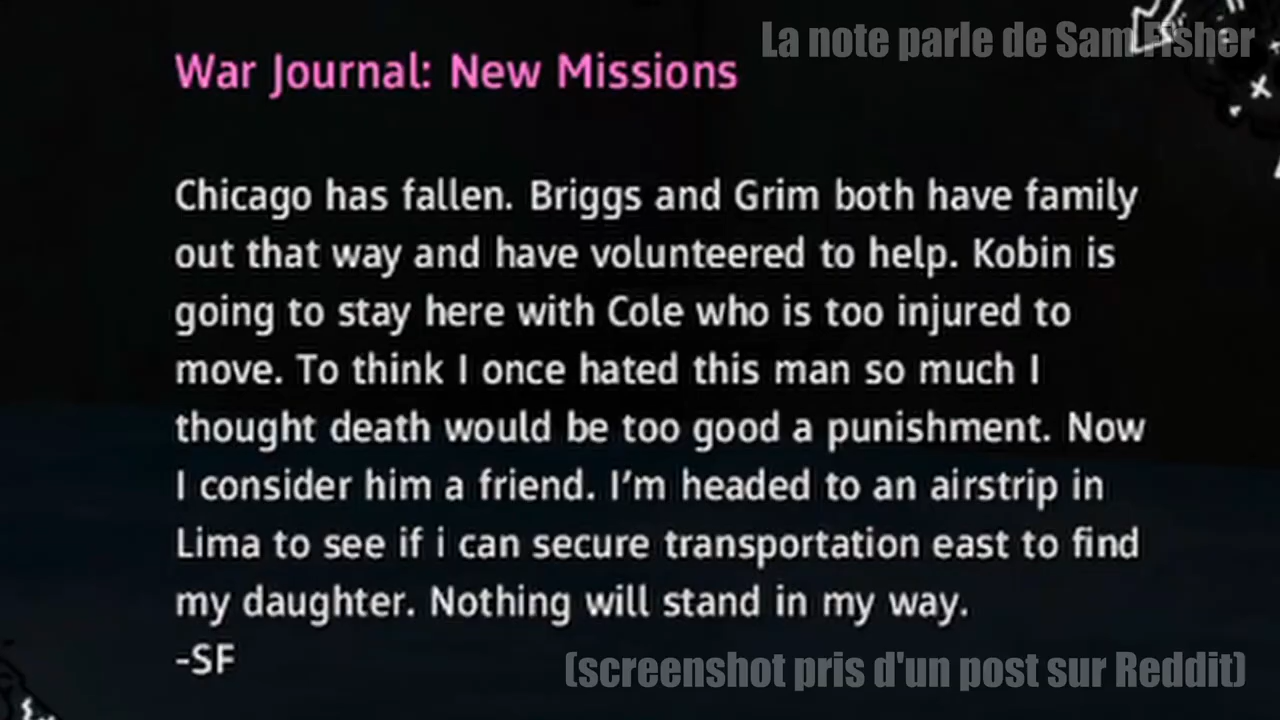 La note parle de Sam Fisher
War Journal: New Missions
Chicago has fallen. Briggs and Grim both have family
out that way and have volunteered to help. Kobin is
going to stay here with Cole who is too injured to
move. To think I once hated this man so much I
thought death would be too good a punishment. Now
I consider him a friend. I'm headed to an airstrip in
Lima to see if i can secure transportation east to find
my daughter. Nothing will stand in my way.
-SF
(screenshot pris d'un post sur Reddit)